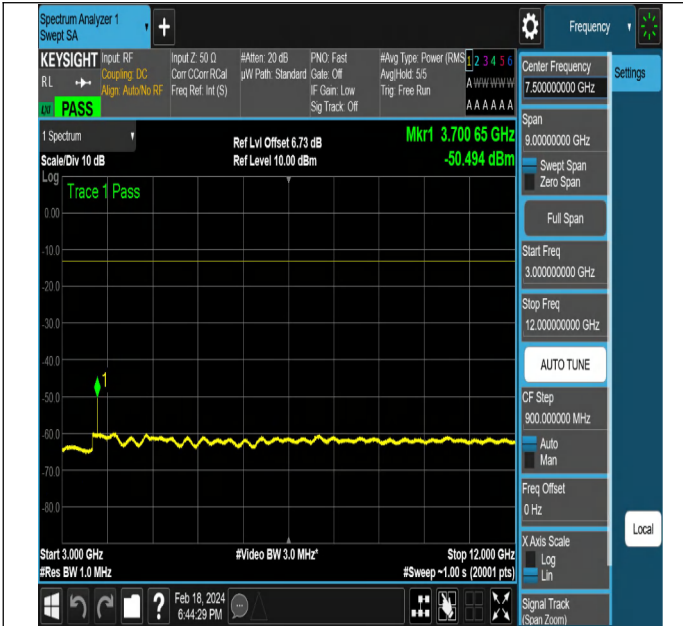 Spectrum Analyzer 1
Swept SA
+
Frequency
KEYSIGHT
RL
LXI
PASS
Input: RF
Coupling: DC
Align: Auto/No RF
Input Z: 50 Ω
Corr CCorr RCal
Freq Ref: Int (S)
#Atten: 20 dB
µW Path: Standard
PNO: Fast
Gate: Off
IF Gain: Low
Sig Track: Off
#Avg Type: Power (RMS
Avg|Hold: 5/5
Trig: Free Run
1 2 3 4 5 6
A W W W W W
A A A A A A
1 Spectrum
Scale/Div 10 dB
Ref Lvl Offset 6.73 dB
Ref Level 10.00 dBm
Mkr1 3.700 65 GHz
-50.494 dBm
Log
Trace 1 Pass
0.00
-10.0
-20.0
-30.0
-40.0
1
-50.0
-60.0
-70.0
-80.0
Start 3.000 GHz
#Res BW 1.0 MHz
#Video BW 3.0 MHz*
Stop 12.000 GHz
#Sweep ~1.00 s (20001 pts)
Feb 18, 2024
6:44:29 PM
?
Center Frequency
7.500000000 GHz
Settings
Span
9.00000000 GHz
Swept Span
Zero Span
Full Span
Start Freq
3.000000000 GHz
Stop Freq
12.000000000 GHz
AUTO TUNE
CF Step
900.000000 MHz
Auto
Man
Freq Offset
0 Hz
Local
X Axis Scale
Log
Lin
Signal Track
(Span Zoom)